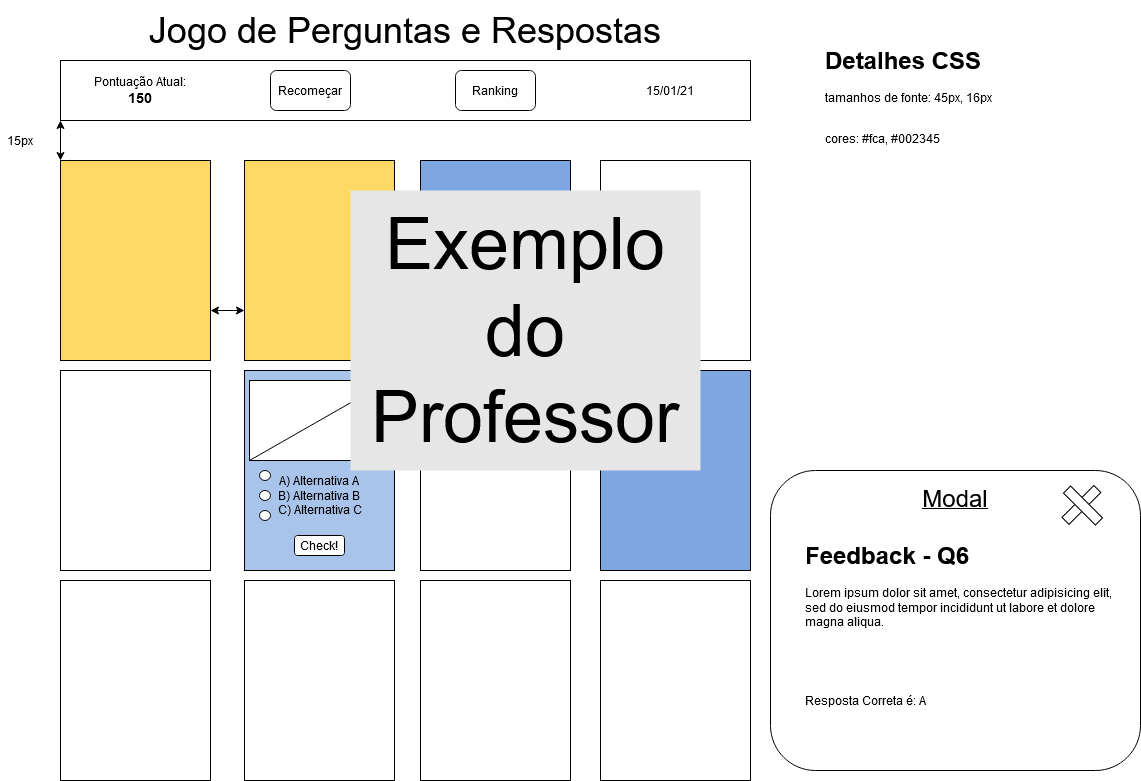 Jogo de Perguntas e Respostas
Pontuação Atual:
150
Recomeçar
Ranking
15/01/21
15px
Detalhes CSS
tamanhos de fonte: 45px, 16px
cores: #fca, #002345
Exemplo
do
Professor
A) Alternativa A
B) Alternativa B
C) Alternativa C
Check!
Modal
Feedback - Q6
Lorem ipsum dolor sit amet, consectetur adipisicing elit,
sed do eiusmod tempor incididunt ut labore et dolore
magna aliqua.
Resposta Correta é: A